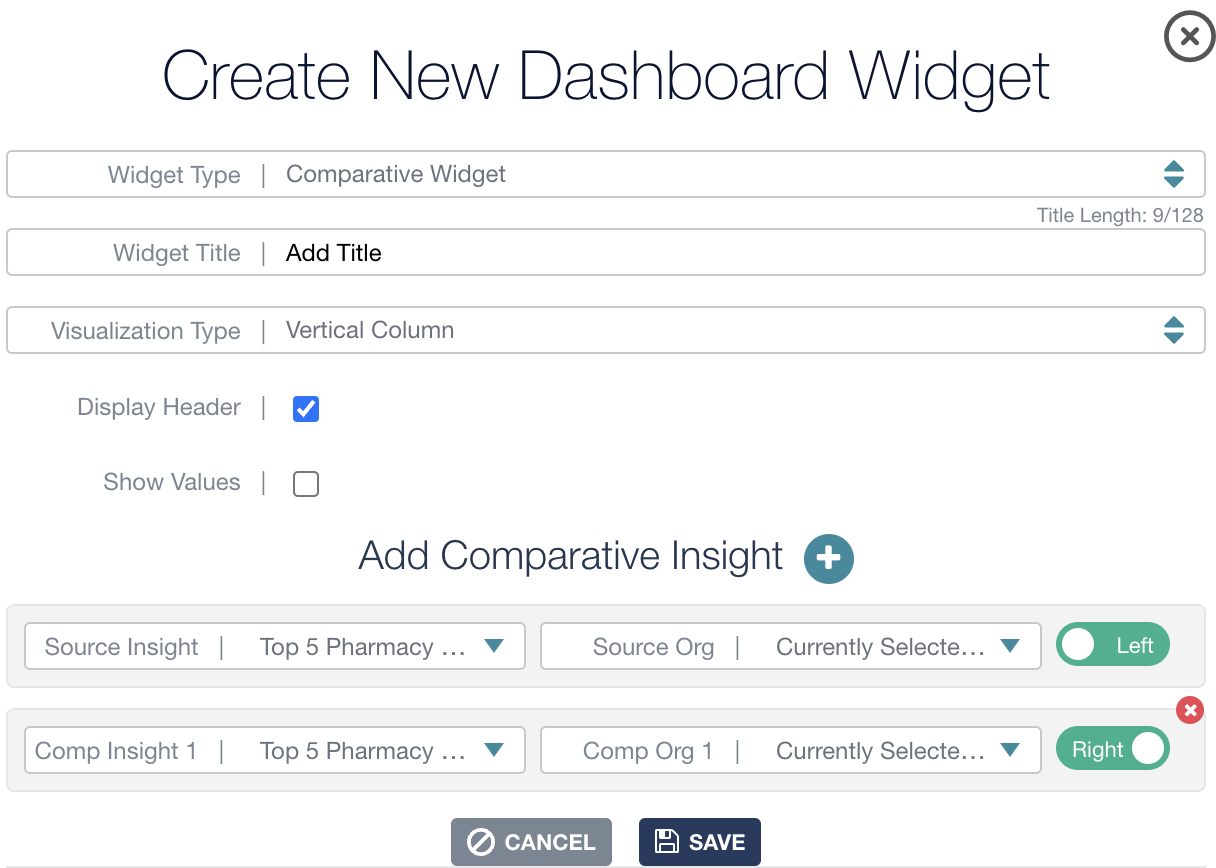 Create New Dashboard Widget
Widget Type | Comparative Widget
Title Length: 9/128
Widget Title | Add Title
Visualization Type | Vertical Column
Display Header |
Show Values |
Add Comparative Insight
Source Insight | Top 5 Pharmacy ... Source Org | Currently Selecte... Left
Comp Insight 1 | Top 5 Pharmacy ... Comp Org 1 | Currently Selecte... Right
CANCEL SAVE